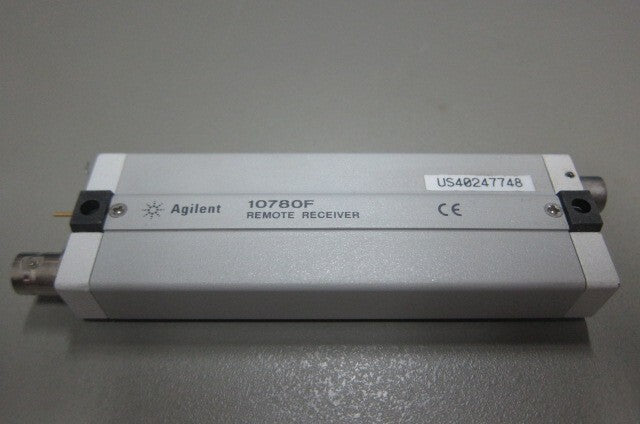 US40247748
Agilent 10780F
REMOTE RECEIVER
CE